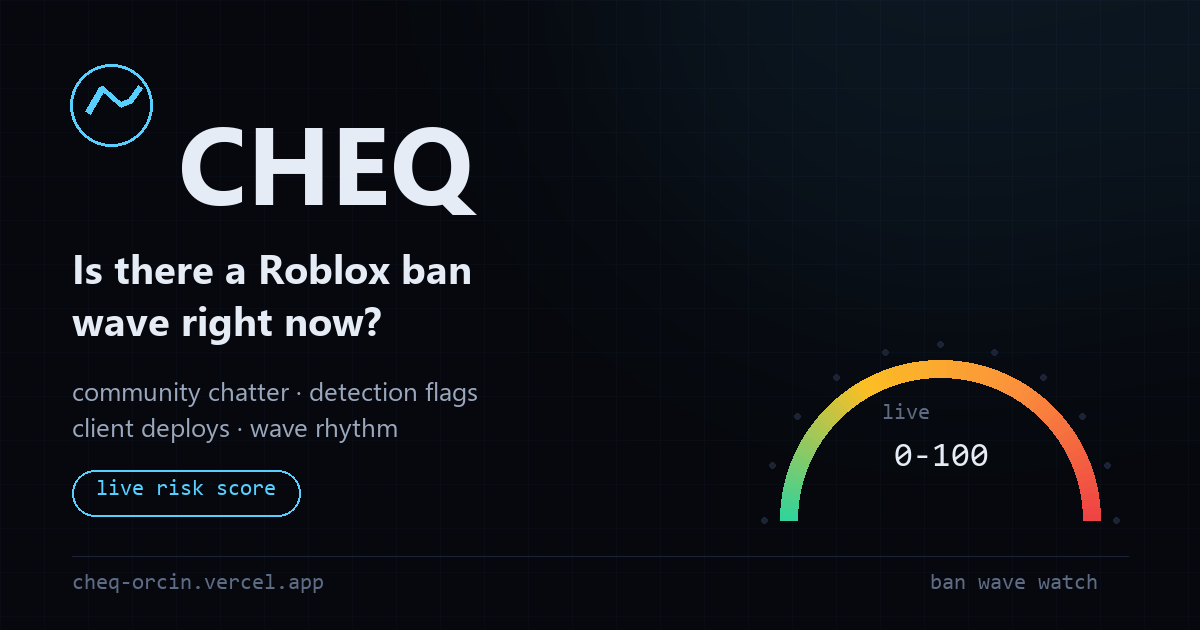 CHEQ
Is there a Roblox ban
wave right now?
community chatter · detection flags
client deploys · wave rhythm
live risk score
live
0-100
cheq-orcin.vercel.app
ban wave watch